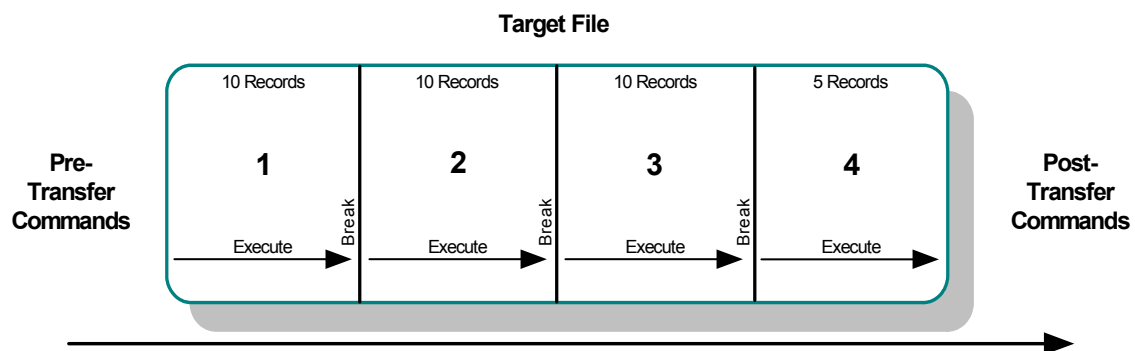 Target File
10 Records
10 Records
10 Records
5 Records
Pre-
Transfer
Commands
1
2
3
4
Post-
Transfer
Commands
Break
Break
Break
Execute
Execute
Execute
Execute